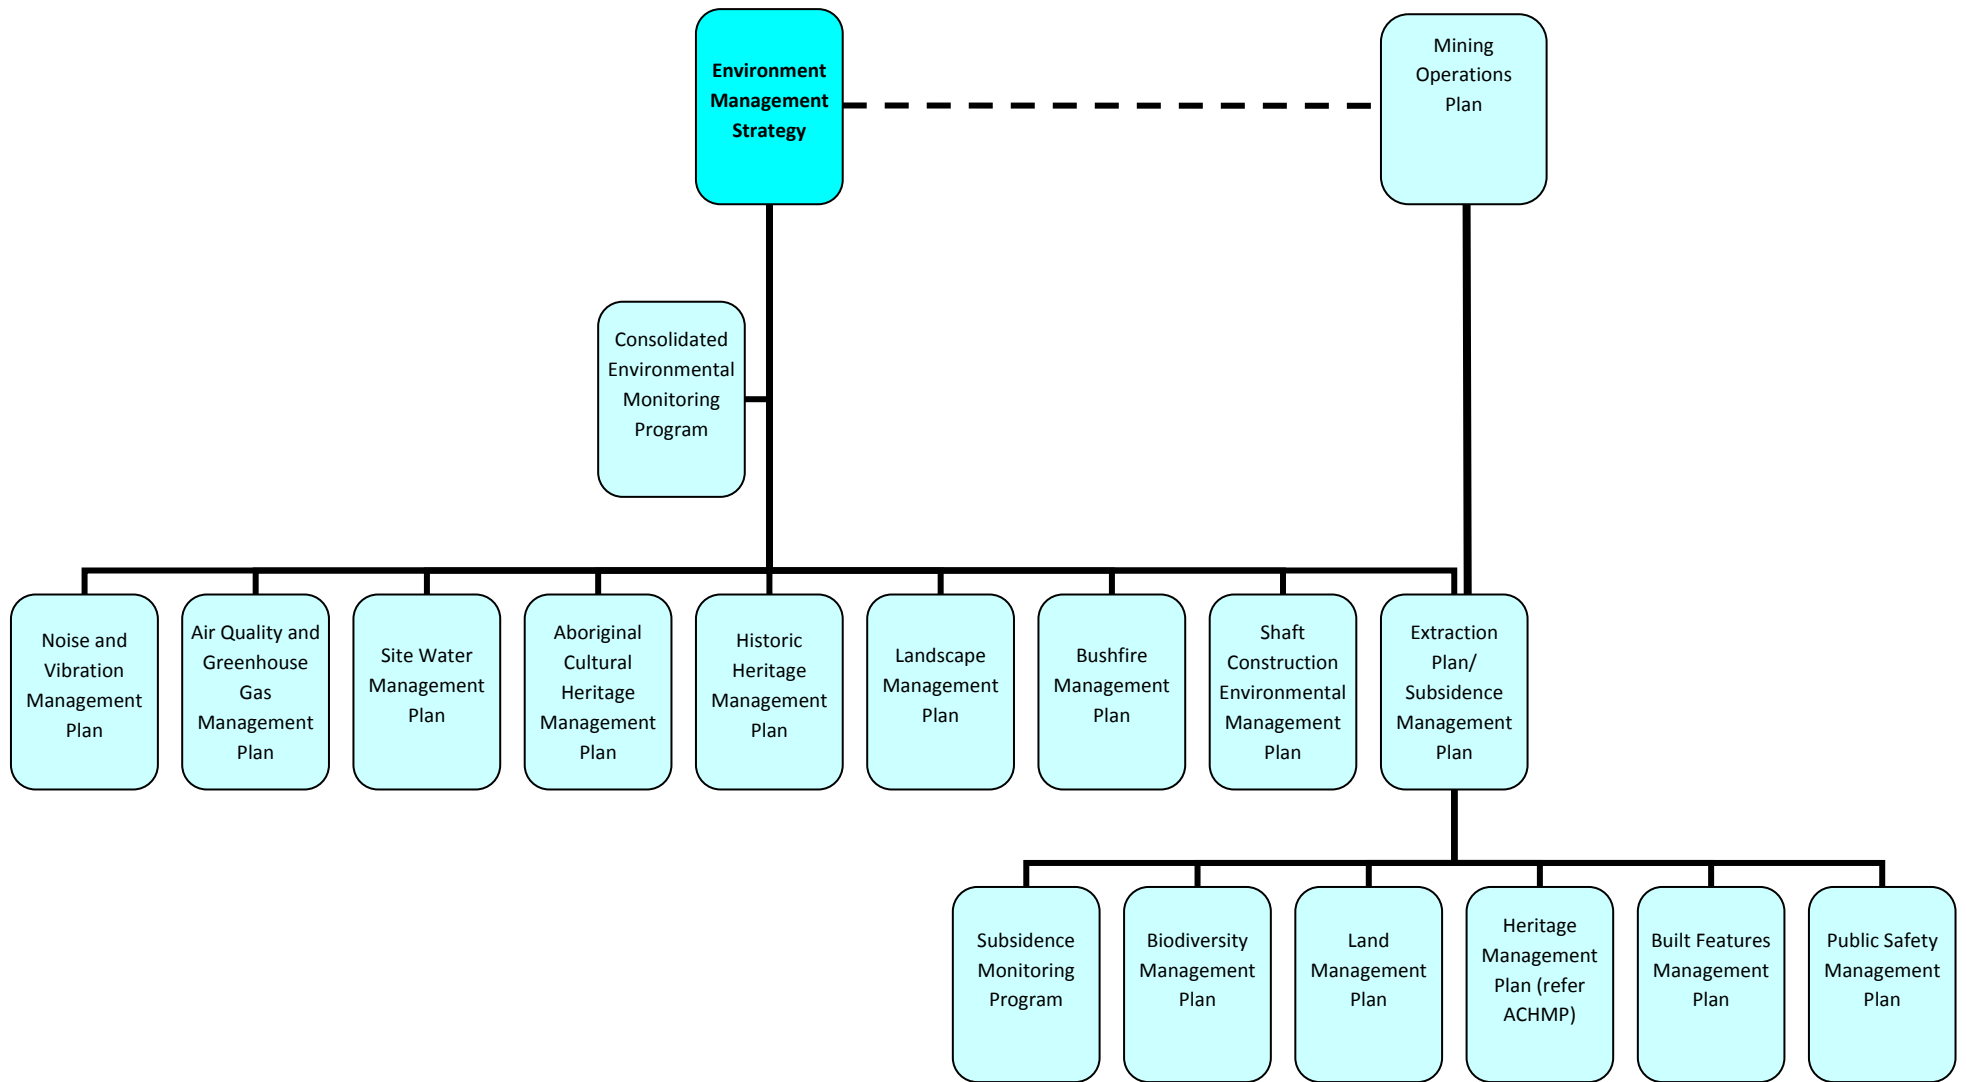 Environment
Management
Strategy
Mining
Operations
Plan
Consolidated
Environmental
Monitoring
Program
Noise and
Vibration
Management
Plan
Air Quality and
Greenhouse
Gas
Management
Plan
Site Water
Management
Plan
Aboriginal
Cultural
Heritage
Management
Plan
Historic
Heritage
Management
Plan
Landscape
Management
Plan
Bushfire
Management
Plan
Shaft
Construction
Environmental
Management
Plan
Extraction
Plan/
Subsidence
Management
Plan
Subsidence
Monitoring
Program
Biodiversity
Management
Plan
Land
Management
Plan
Heritage
Management
Plan (refer
ACHMP)
Built Features
Management
Plan
Public Safety
Management
Plan